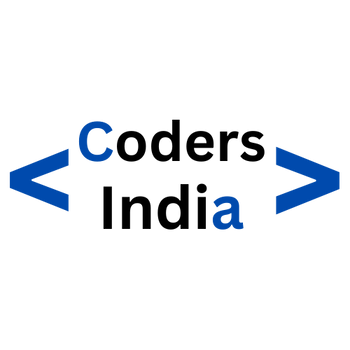 < Coders >
India